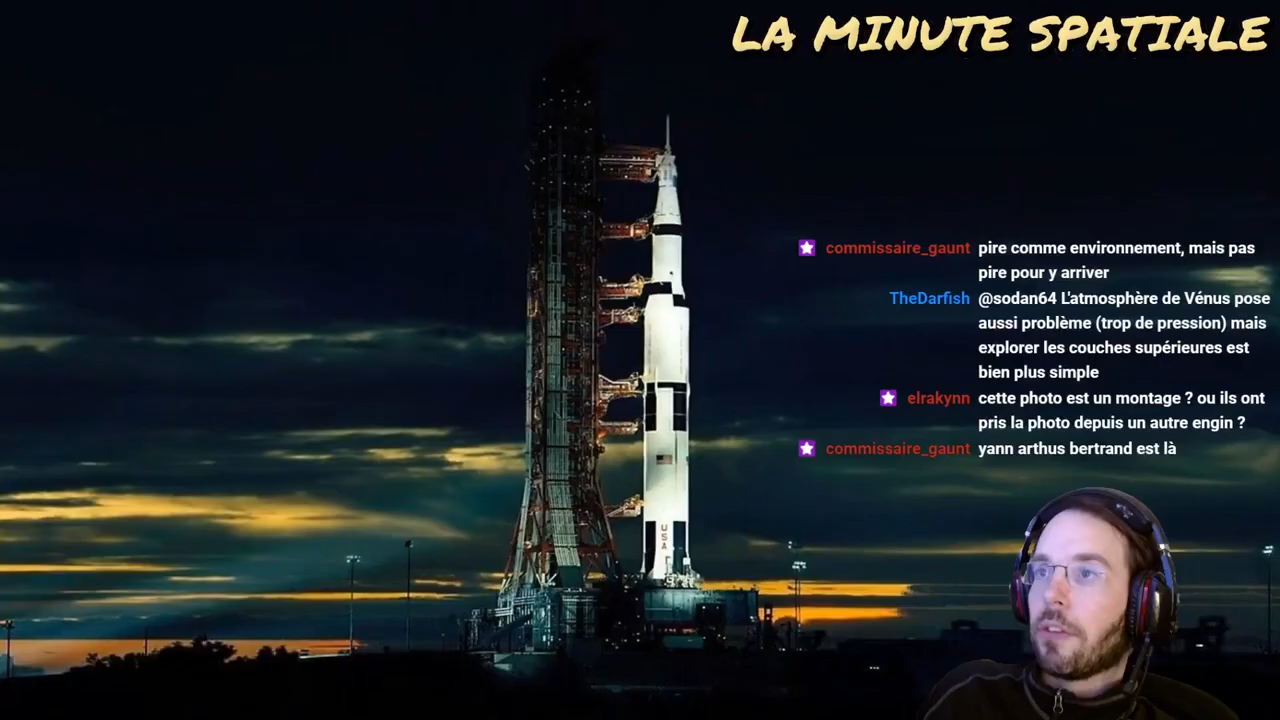 LA MINUTE SPATIALE
commissaire_gaunt pire comme environnement, mais pas
pire pour y arriver
TheDarfish @sodan64 L'atmosphère de Vénus pose
aussi problème (trop de pression) mais
explorer les couches supérieures est
bien plus simple
elrakynn cette photo est un montage ? ou ils ont
pris la photo depuis un autre engin ?
commissaire_gaunt yann arthus bertrand est là
USA